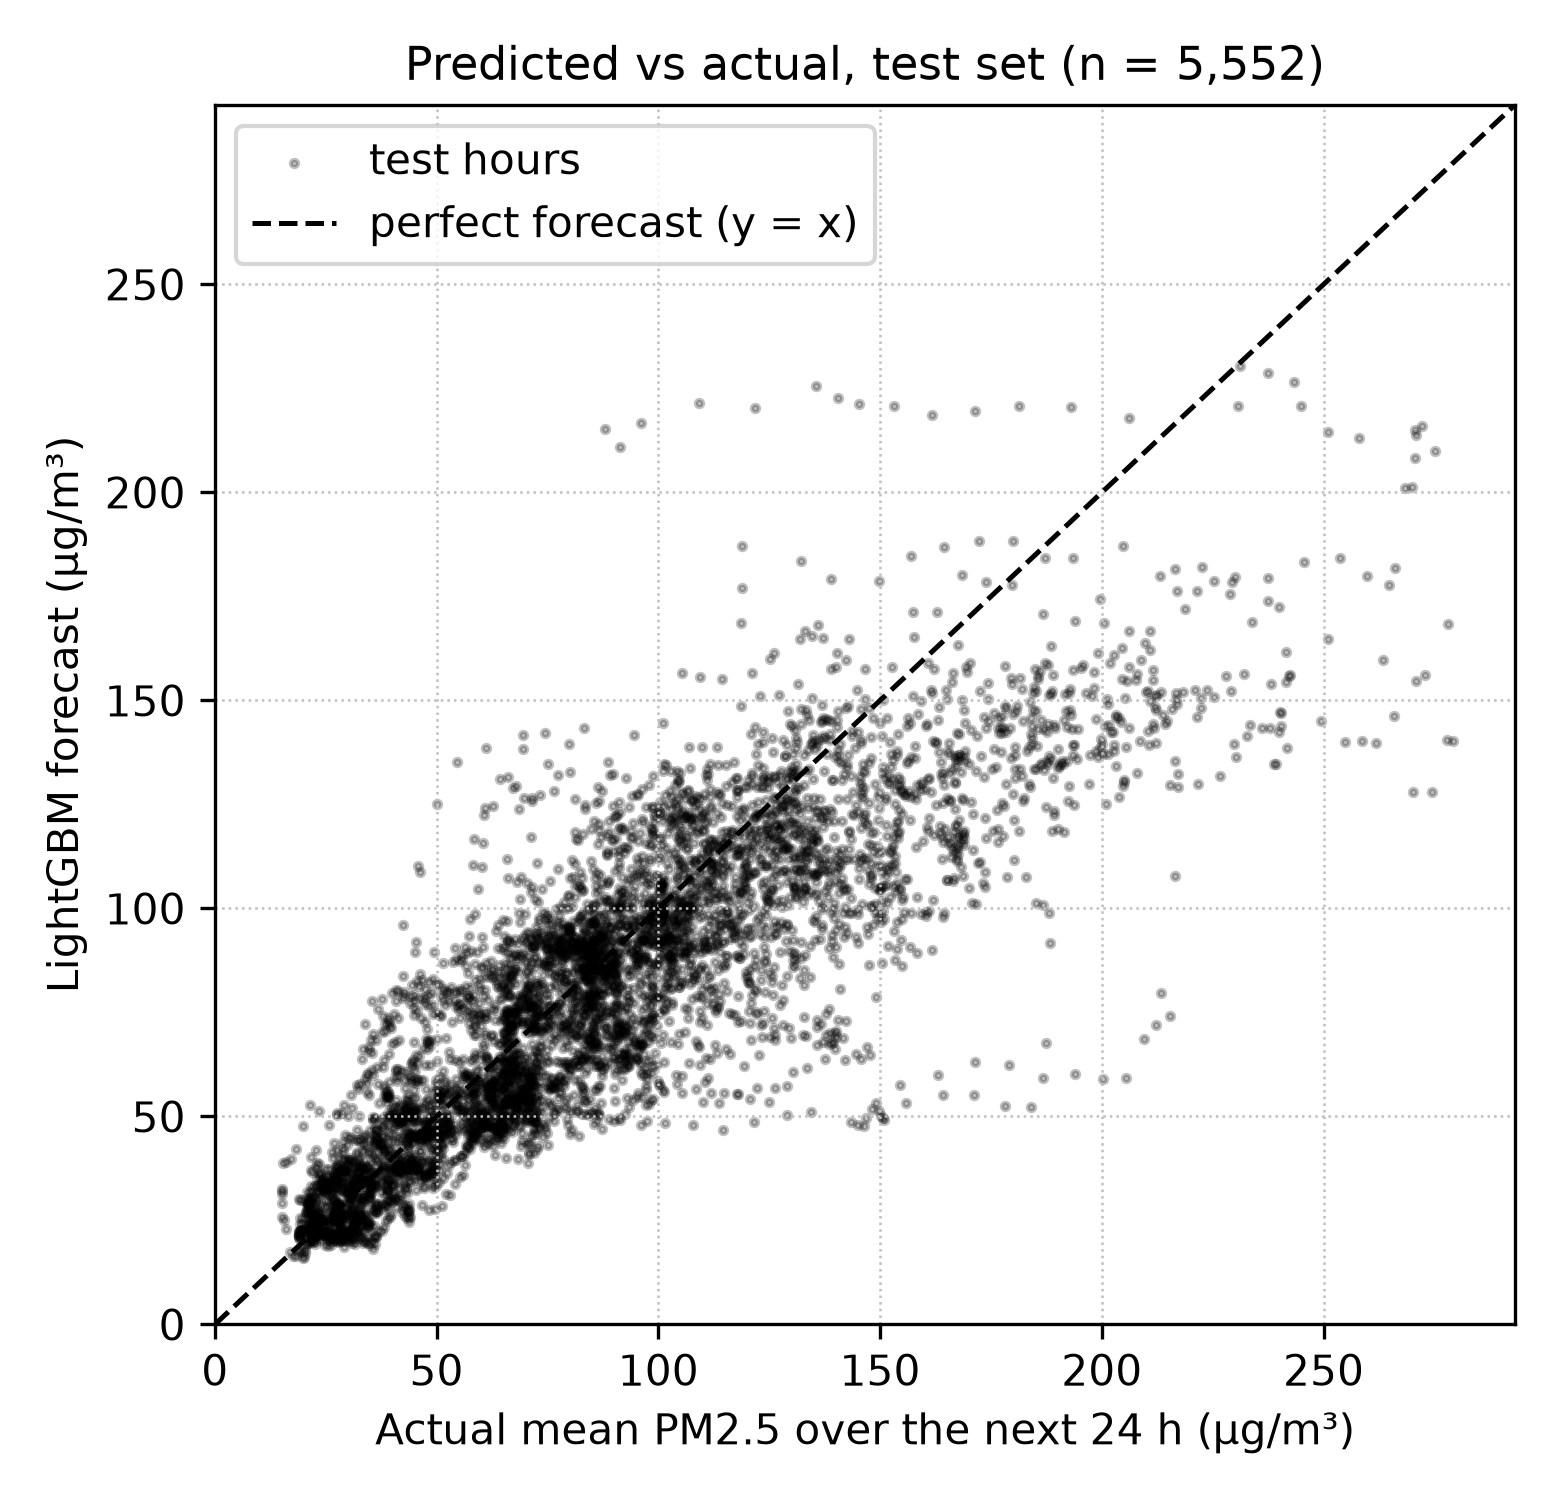 Predicted vs actual, test set (n = 5,552)
test hours
perfect forecast (y = x)
LightGBM forecast (µg/m³)
250
200
150
100
50
0
0 50 100 150 200 250
Actual mean PM2.5 over the next 24 h (µg/m³)